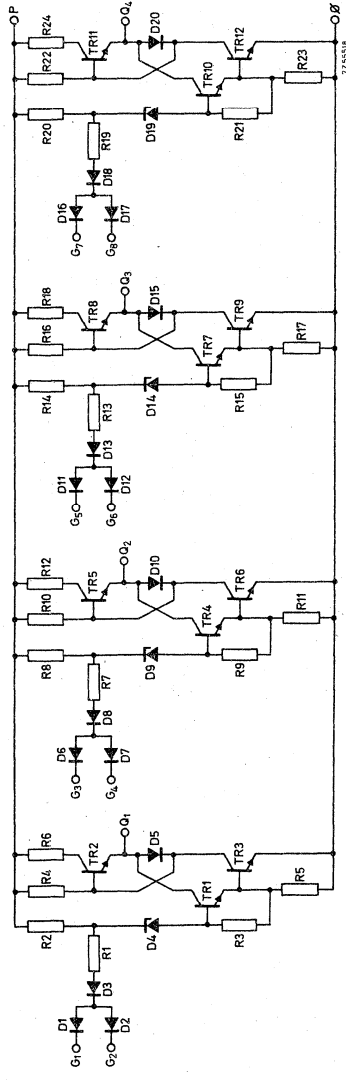 R2
R4
R6
TR2
Q₁
D5
D1
G₁
D2
G₂
D3
R1
D4
TR1
TR3
R3
R5
R8
R10
R12
TR5
Q₂
D10
D6
G₃
D7
G₄
D8
R7
D9
TR4
TR6
R9
R11
R14
R16
R18
TR8
Q₃
D15
D11
G₅
D12
G₆
D13
R13
D14
TR7
TR9
R15
R17
R20
R22
R24
TR11
Q₄
D20
D16
G₇
D17
G₈
D18
R19
D19
TR10
TR12
R21
R23
P
Ø
7Z55518